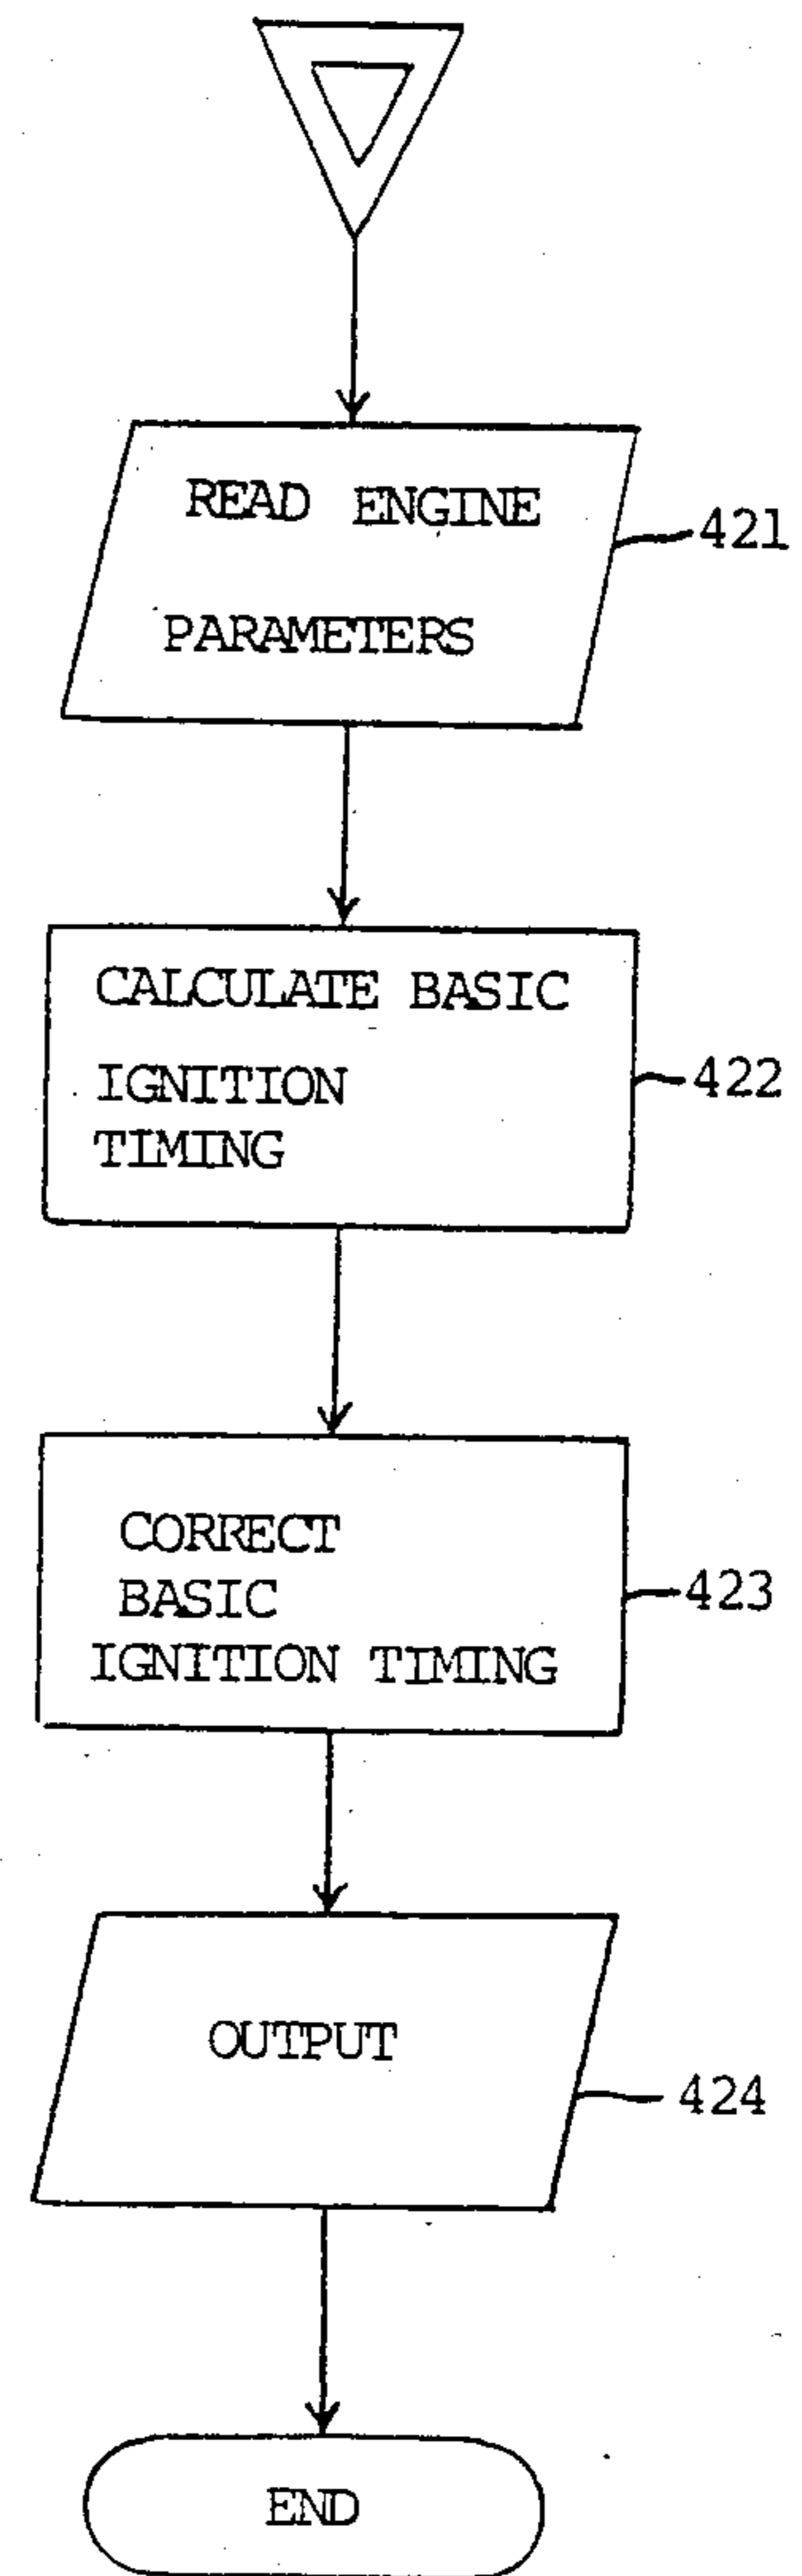 READ ENGINE
PARAMETERS
421
CALCULATE BASIC
IGNITION
TIMING
422
CORRECT
BASIC
IGNITION TIMING
423
OUTPUT
424
END